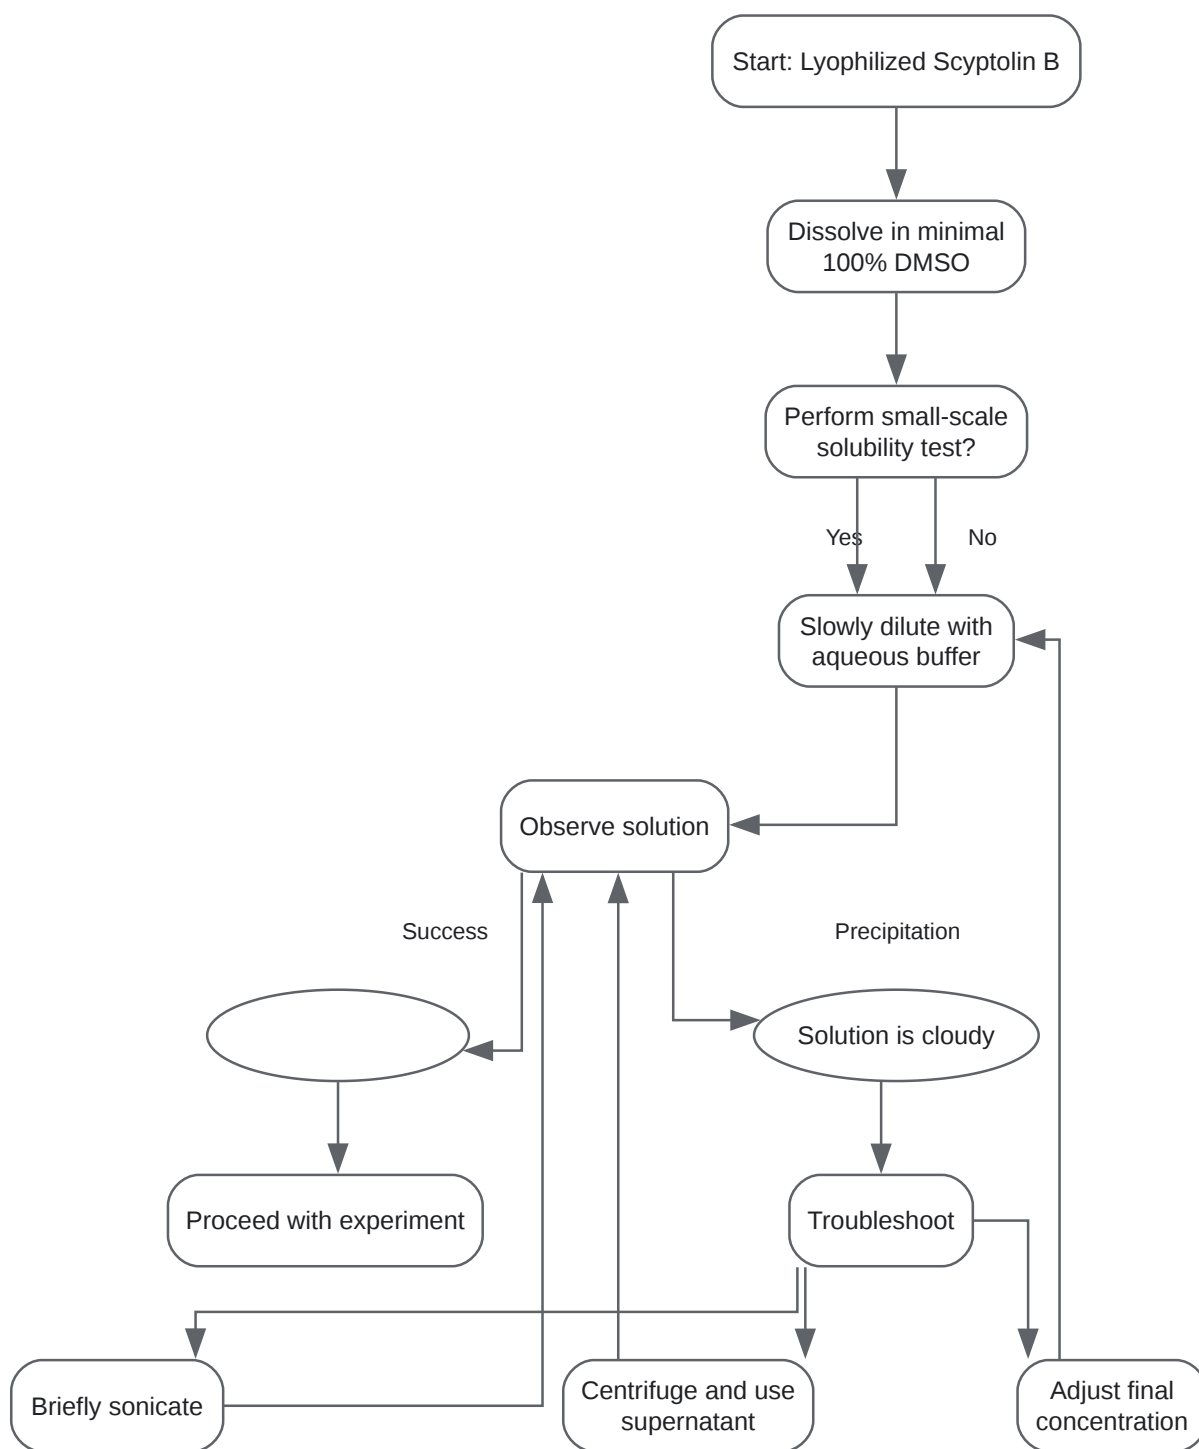 Start: Lyophilized Scyptolin B
Dissolve in minimal
100% DMSO
Perform small-scale
solubility test?
Yes
No
Slowly dilute with
aqueous buffer
Observe solution
Success
Precipitation
Solution is cloudy
Proceed with experiment
Troubleshoot
Briefly sonicate
Centrifuge and use
supernatant
Adjust final
concentration